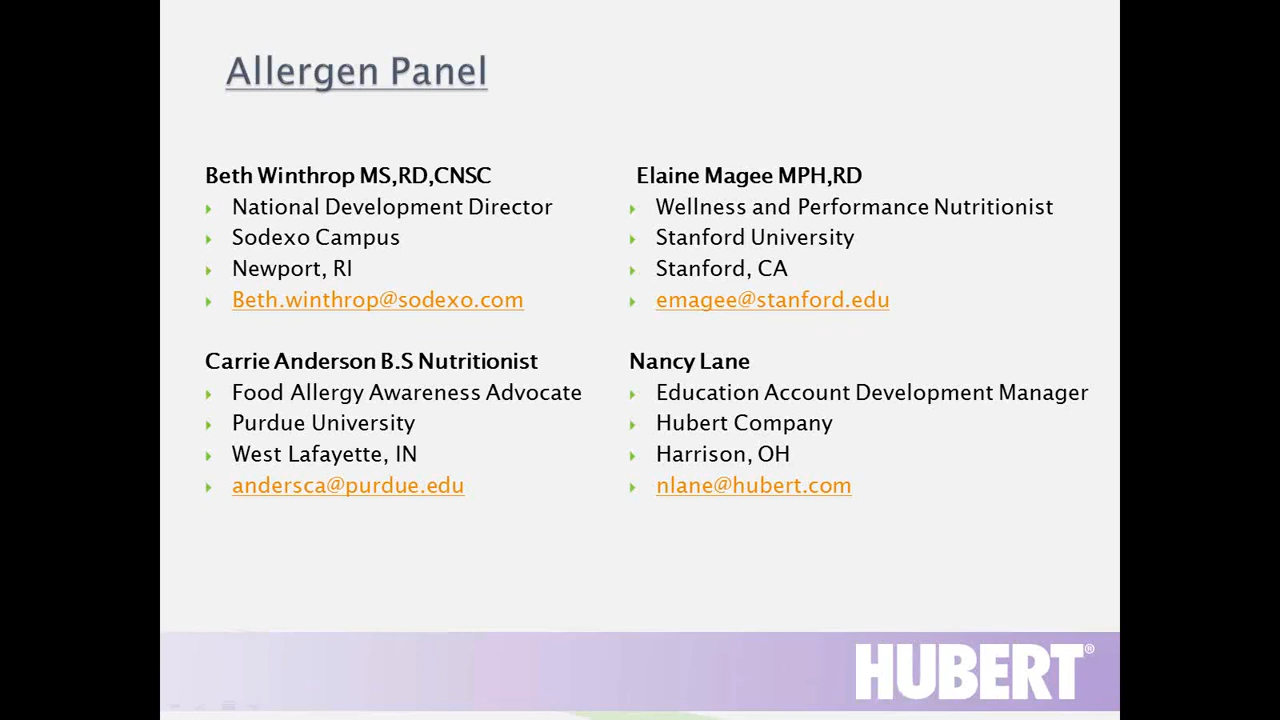 Allergen Panel
Beth Winthrop MS,RD,CNSC
National Development Director
Sodexo Campus
Newport, RI
Beth.winthrop@sodexo.com
Carrie Anderson B.S Nutritionist
Food Allergy Awareness Advocate
Purdue University
West Lafayette, IN
andersca@purdue.edu
Elaine Magee MPH,RD
Wellness and Performance Nutritionist
Stanford University
Stanford, CA
emagee@stanford.edu
Nancy Lane
Education Account Development Manager
Hubert Company
Harrison, OH
nlane@hubert.com
HUBERT®